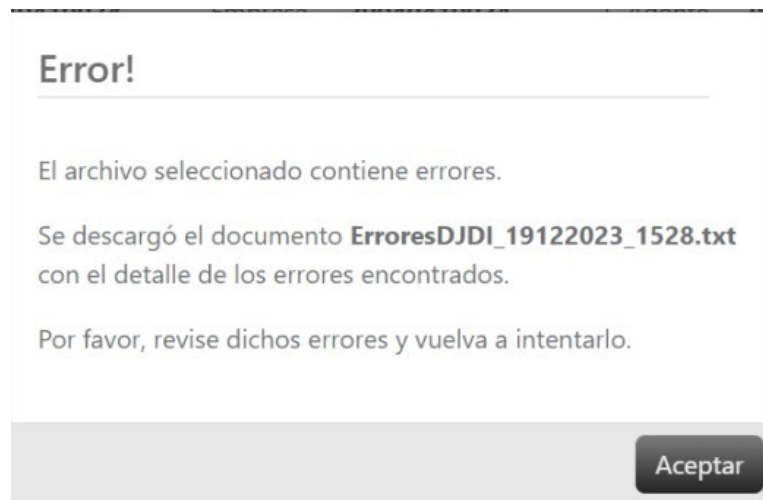 Error!
El archivo seleccionado contiene errores.
Se descargó el documento ErroresDJDI_19122023_1528.txt
con el detalle de los errores encontrados.
Por favor, revise dichos errores y vuelva a intentarlo.
Aceptar